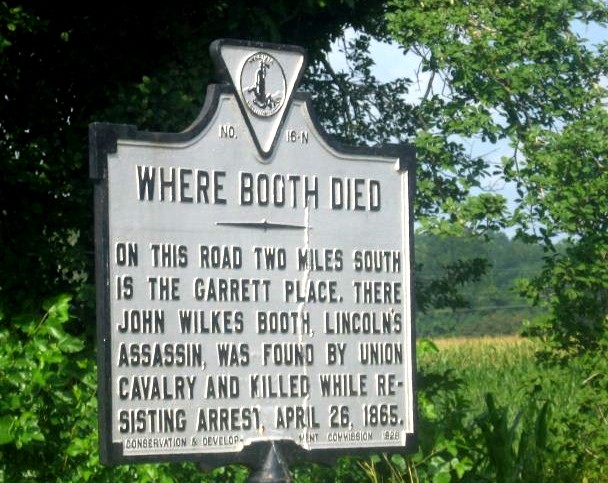 NO. 16-N
WHERE BOOTH DIED
ON THIS ROAD TWO MILES SOUTH
IS THE GARRETT PLACE. THERE
JOHN WILKES BOOTH, LINCOLN'S
ASSASSIN, WAS FOUND BY UNION
CAVALRY AND KILLED WHILE RE-
SISTING ARREST APRIL 26, 1865.
CONSERVATION & DEVELOP- MENT COMMISSION 1928